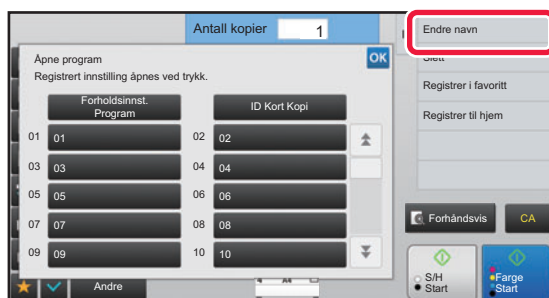 Antall kopier 1
Åpne program
OK
Registrert innstilling åpnes ved trykk.
Forholdsinnst.
Program
ID Kort Kopi
01 01
02 02
03 03
04 04
05 05
06 06
07 07
08 08
09 09
10 10
Andre
A4
Endre navn
Slett
Registrer i favoritt
Registrer til hjem
Forhåndsvis
CA
S/H
Start
Farge
Start